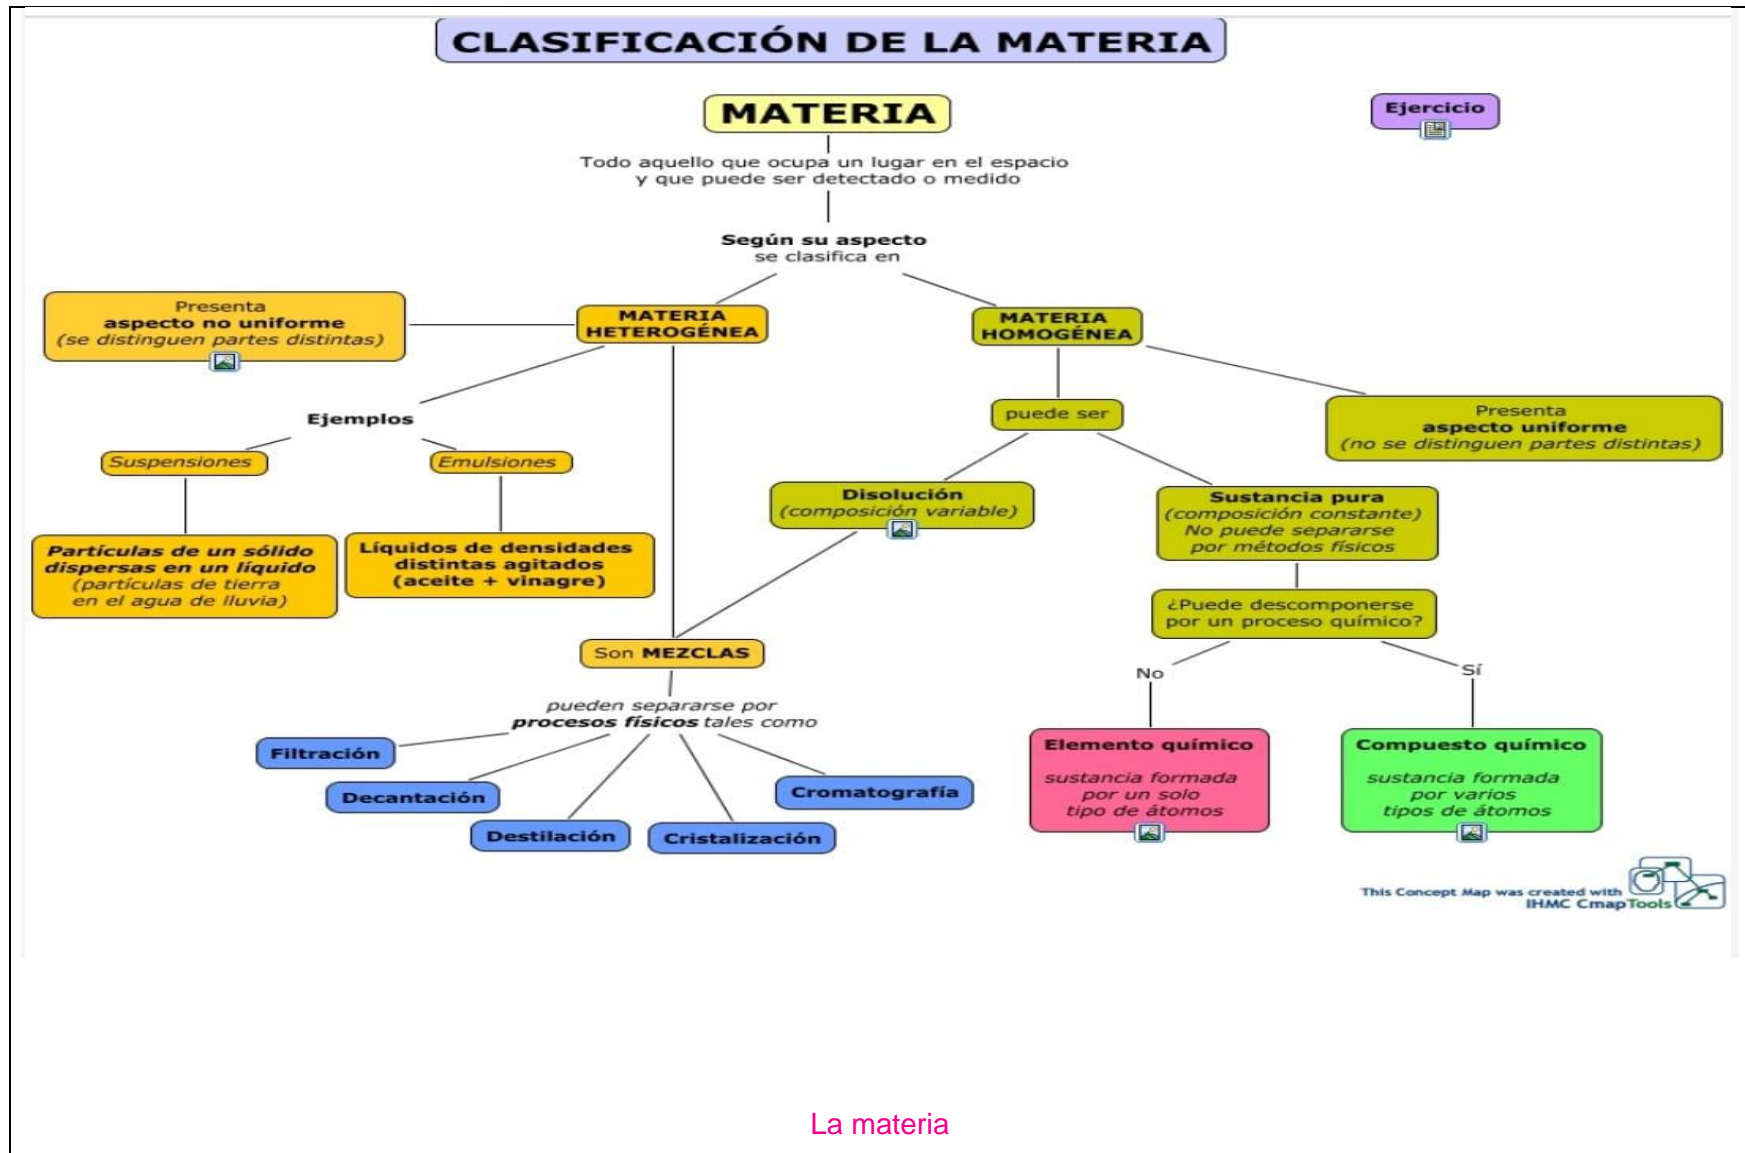 CLASIFICACIÓN DE LA MATERIA
MATERIA
Ejercicio
Todo aquello que ocupa un lugar en el espacio
y que puede ser detectado o medido
Según su aspecto
se clasifica en
Presenta
aspecto no uniforme
(se distinguen partes distintas)
MATERIA
HETEROGÉNEA
MATERIA
HOMOGÉNEA
Ejemplos
puede ser
Presenta
aspecto uniforme
(no se distinguen partes distintas)
Suspensiones
Emulsiones
Disolución
(composición variable)
Sustancia pura
(composición constante)
No puede separarse
por métodos físicos
Partículas de un sólido
dispersas en un líquido
(partículas de tierra
en el agua de lluvia)
Líquidos de densidades
distintas agitados
(aceite + vinagre)
¿Puede descomponerse
por un proceso químico?
Son MEZCLAS
No
Sí
pueden separarse por
procesos físicos tales como
Filtración
Decantación
Destilación
Cristalización
Cromatografía
Elemento químico
sustancia formada
por un solo
tipo de átomos
Compuesto químico
sustancia formada
por varios
tipos de átomos
This Concept Map was created with
IHMC CmapTools
La materia